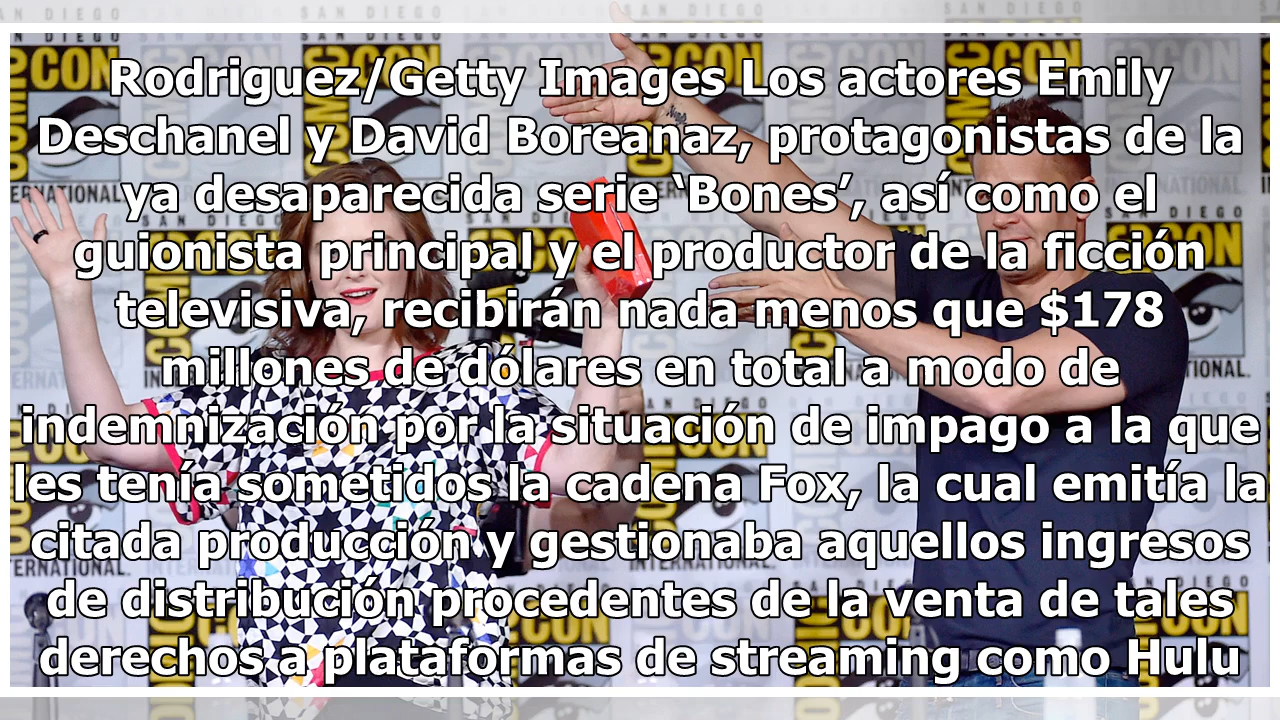 Rodriguez/Getty Images Los actores Emily
Deschanel y David Boreanaz, protagonistas de la
ya desaparecida serie ‘Bones’, así como el
guionista principal y el productor de la ficción
televisiva, recibirán nada menos que $178
millones de dólares en total a modo de
indemnización por la situación de impago a la que
les tenía sometidos la cadena Fox, la cual emitía la
citada producción y gestionaba aquellos ingresos
de distribución procedentes de la venta de tales
derechos a plataformas de streaming como Hulu